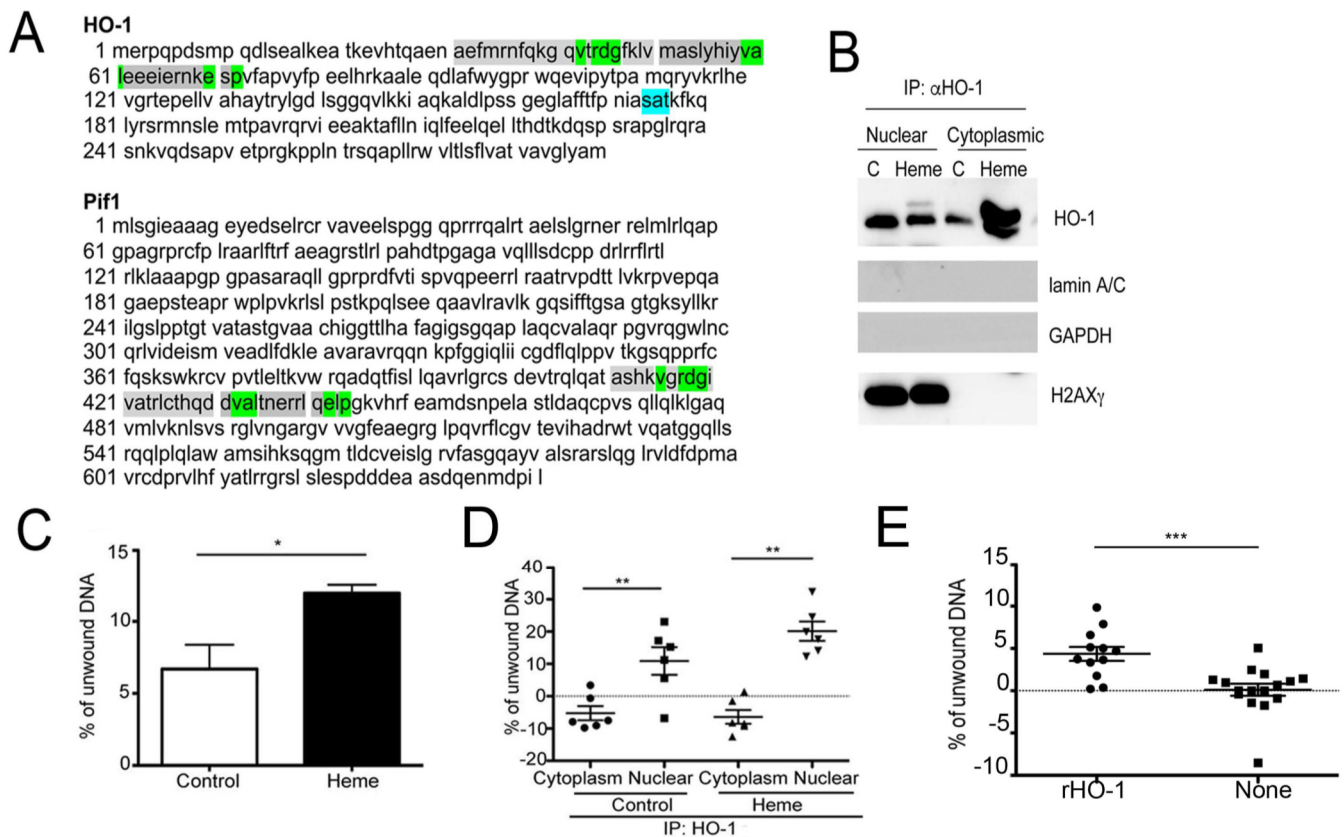 A
HO-1
1 merpqpdsmp qdlsealkea tkevhtqaen aefmrnfqkg qvtrdgfklv maslyhiyva
61 leeeiernke spvfapvyfp eelhrkaale qdlafwygpr wqevipytpa mqryvkrlhe
121 vgrtepellv ahaytrylgd lsggqvlkki aqkaldlpss geglafftfp niasatkfkq
181 lyrsrmnsle mtpavrqrvi eeaktaflln iqlfeelqel lthdtkdqsp srapglrqra
241 snkvqdsapv etprgkppln trsqapllrw vltlsflvat vavglyam
Pif1
1 mlsgieaaag eyedselrcr vaveelspgg qprrrqalrt aelslgrner relmlrlqap
61 gpagrprcfp lraarlftrf aeagrstlrl pahdtpgaga vqlllsdcpp drlrrflrtl
121 rlklaaapgp gpasaraqll gprprdfvti spvqpeerrl raatrvpdtt lvkrpvepqa
181 gaepsteapr wplpvkrlsl pstkpqlsee qaavlravlk gqsifftgsa gtgksyllkr
241 ilgslpptgt vatastgvaa chiggttlha fagigsgqap laqcvalaqr pgvrqgwlnc
301 qrlvideism veadlfdkle avaravrqqn kpfggiqlii cgdflqlppv tkgsqpprfc
361 fqskswkrcv pvtleltkvw rqadqtfisl lqavrlgrcs devtrqlqat ashkvgrdgi
421 vatrlcthqd dvaltnerrl qelpgkvhrf eamdsnpela stldaqcpvs qllqlklgaq
481 vmlvknlsvs rglvngargv vvgfeaegrg lpqvrflcgv tevihadrwt vqatggqlls
541 rqqlplqlaw amsihksqgm tldcveislg rvfasgqayv alsrarslqg lrvldfdpma
601 vrcdprvlhf yatlrrgrsl slespdddea asdqenmdpi l
B
IP: αHO-1
Nuclear Cytoplasmic
C Heme C Heme
HO-1
lamin A/C
GAPDH
H2AXγ
C
% of unwound DNA
15
10
5
0
*
Control Heme
D
% of unwound DNA
40
30
20
10
0
-10
-20
** **
Cytoplasm Nuclear Cytoplasm Nuclear
Control Heme
IP: HO-1
E
% of unwound DNA
15
10
5
0
-5
-10
***
rHO-1 None